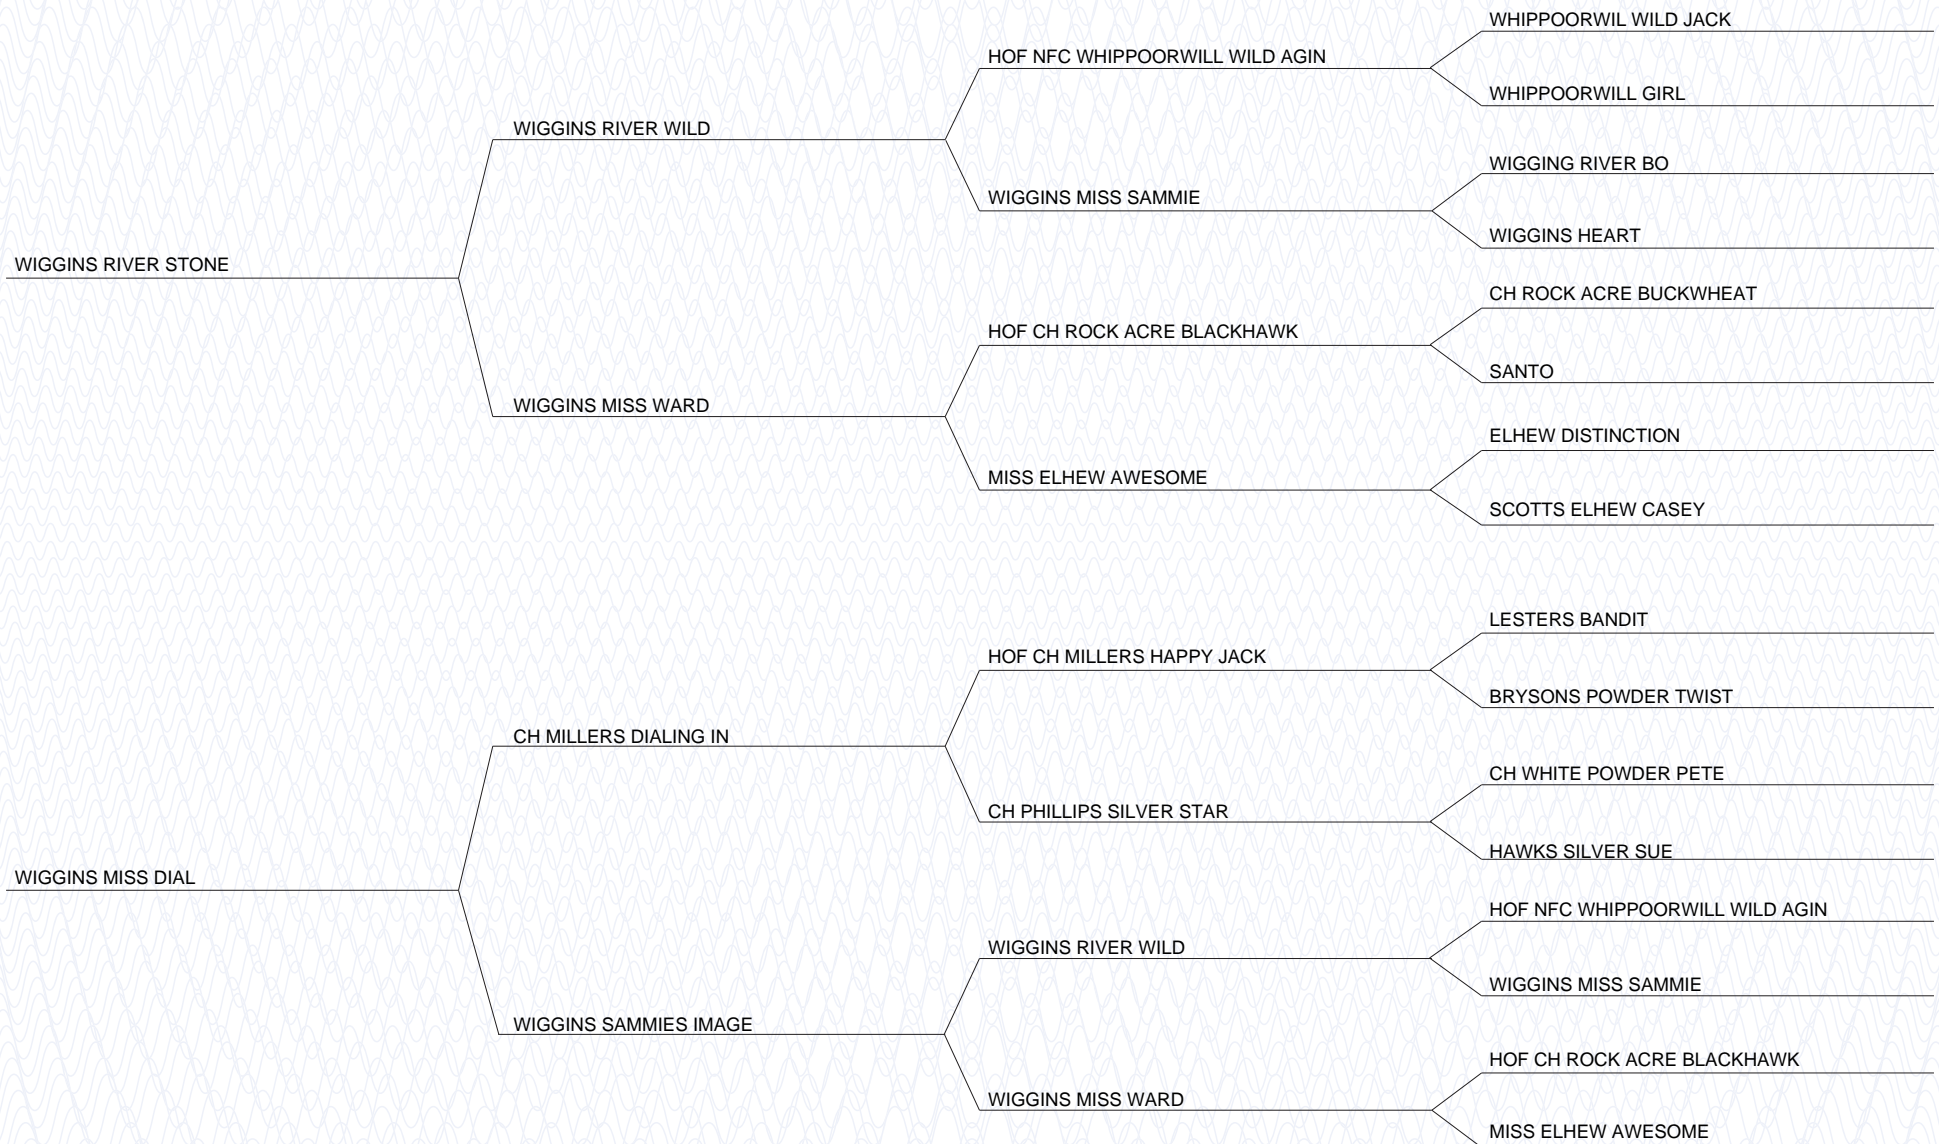 WHIPPOORWIL WILD JACK
HOF NFC WHIPPOORWILL WILD AGIN
WHIPPOORWILL GIRL
WIGGINS RIVER WILD
WIGGING RIVER BO
WIGGINS MISS SAMMIE
WIGGINS HEART
WIGGINS RIVER STONE
CH ROCK ACRE BUCKWHEAT
HOF CH ROCK ACRE BLACKHAWK
SANTO
WIGGINS MISS WARD
ELHEW DISTINCTION
MISS ELHEW AWESOME
SCOTTS ELHEW CASEY
LESTERS BANDIT
HOF CH MILLERS HAPPY JACK
BRYSONS POWDER TWIST
CH MILLERS DIALING IN
CH WHITE POWDER PETE
CH PHILLIPS SILVER STAR
HAWKS SILVER SUE
WIGGINS MISS DIAL
HOF NFC WHIPPOORWILL WILD AGIN
WIGGINS RIVER WILD
WIGGINS MISS SAMMIE
WIGGINS SAMMIES IMAGE
HOF CH ROCK ACRE BLACKHAWK
WIGGINS MISS WARD
MISS ELHEW AWESOME